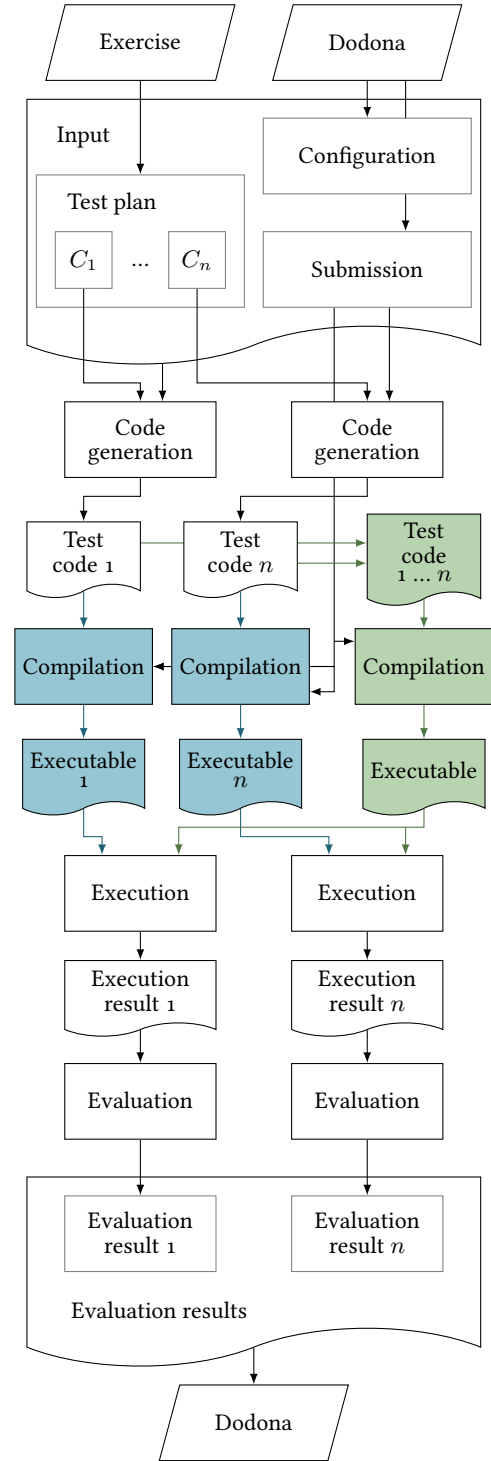 Exercise
Dodona
Input
Configuration
Test plan
C₁ ... Cₙ
Submission
Code
generation
Code
generation
Test
code 1
Test
code n
Test
code
1 ... n
Compilation
Compilation
Compilation
Executable
1
Executable
n
Executable
Execution
Execution
Execution
result 1
Execution
result n
Evaluation
Evaluation
Evaluation
result 1
Evaluation
result n
Evaluation results
Dodona